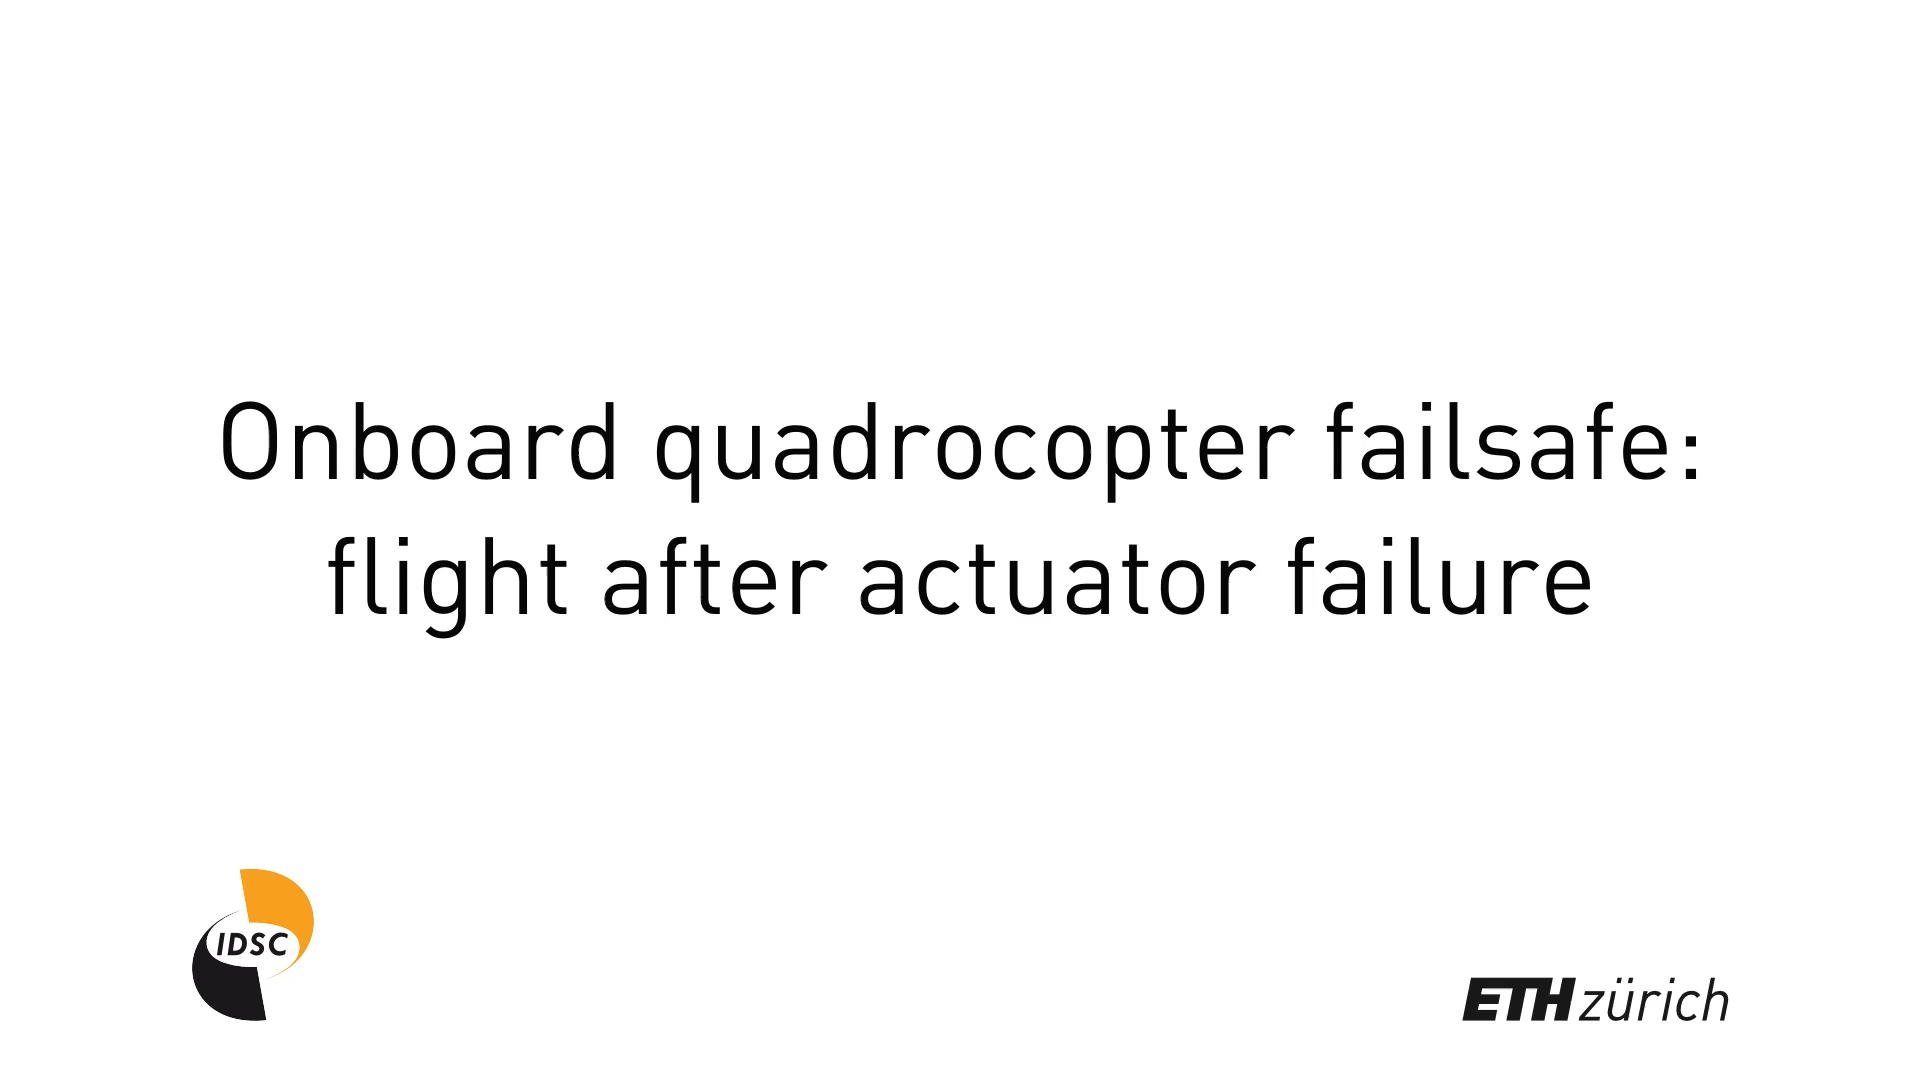 Onboard quadrocopter failsafe:
flight after actuator failure
IDSC
ETH zürich